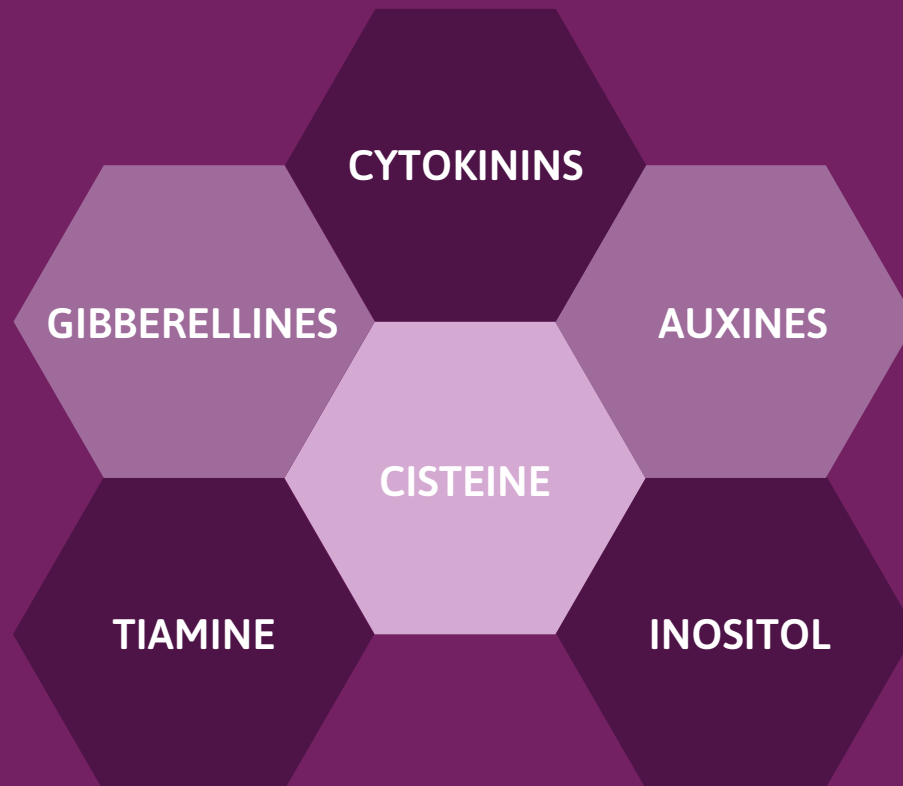 CYTOKININS
GIBBERELLINES
AUXINES
CISTEINE
TIAMINE
INOSITOL